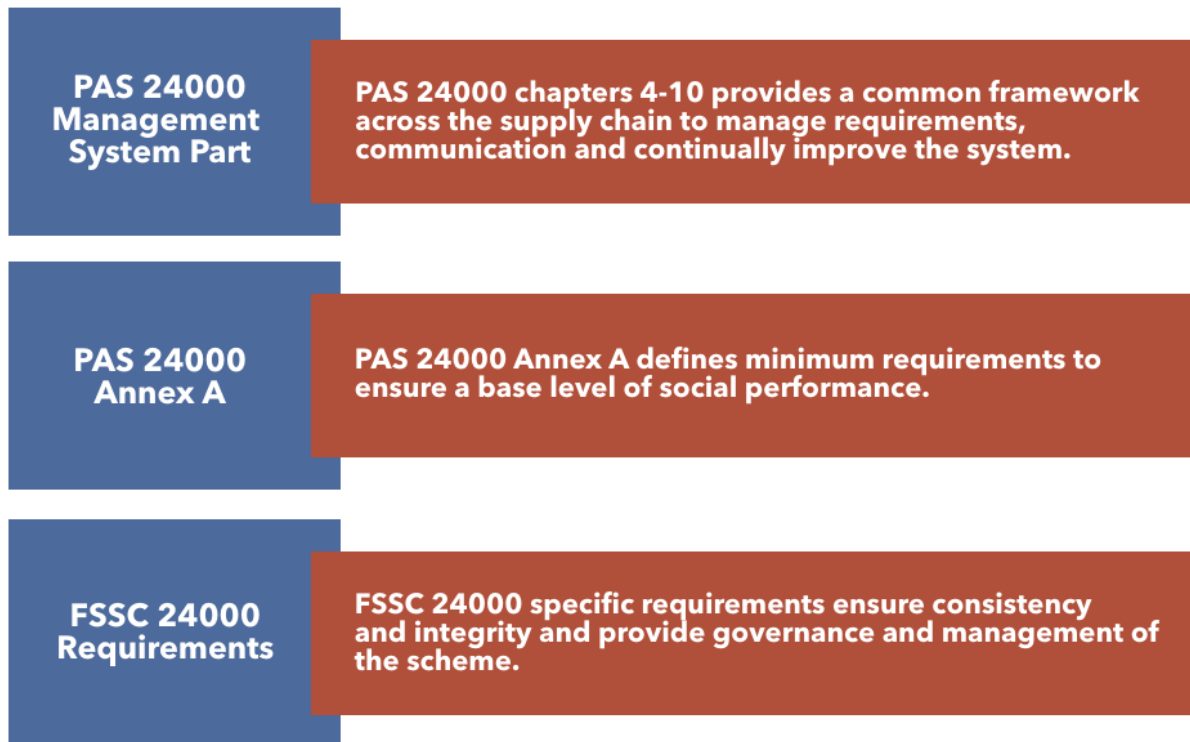 PAS 24000
Management
System Part
PAS 24000 chapters 4-10 provides a common framework
across the supply chain to manage requirements,
communication and continually improve the system.
PAS 24000
Annex A
PAS 24000 Annex A defines minimum requirements to
ensure a base level of social performance.
FSSC 24000
Requirements
FSSC 24000 specific requirements ensure consistency
and integrity and provide governance and management of
the scheme.